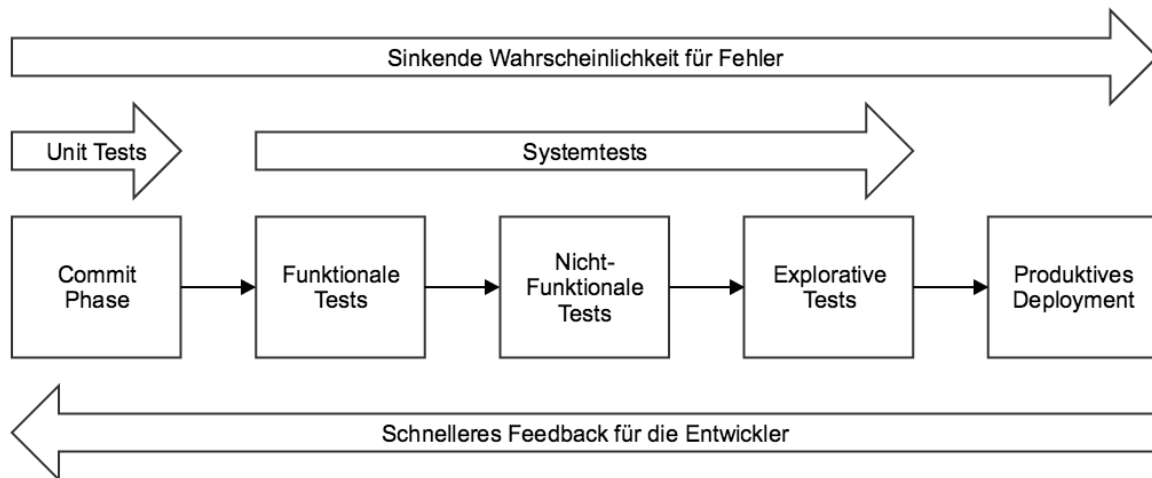 Sinkende Wahrscheinlichkeit für Fehler
Unit Tests
Systemtests
Commit
Phase
Funktionale
Tests
Nicht-
Funktionale
Tests
Explorative
Tests
Produktives
Deployment
Schnelleres Feedback für die Entwickler